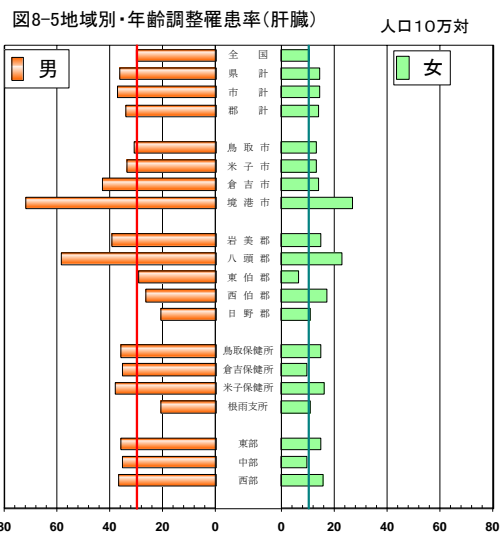 図8-5地域別・年齢調整罹患率(肝臓)
人口10万対
男
女
全国
県計
市計
郡計
鳥取市
米子市
倉吉市
境港市
岩美郡
八頭郡
東伯郡
西伯郡
日野郡
鳥取保健所
倉吉保健所
米子保健所
根雨支所
東部
中部
西部
80 60 40 20 0 0 20 40 60 80